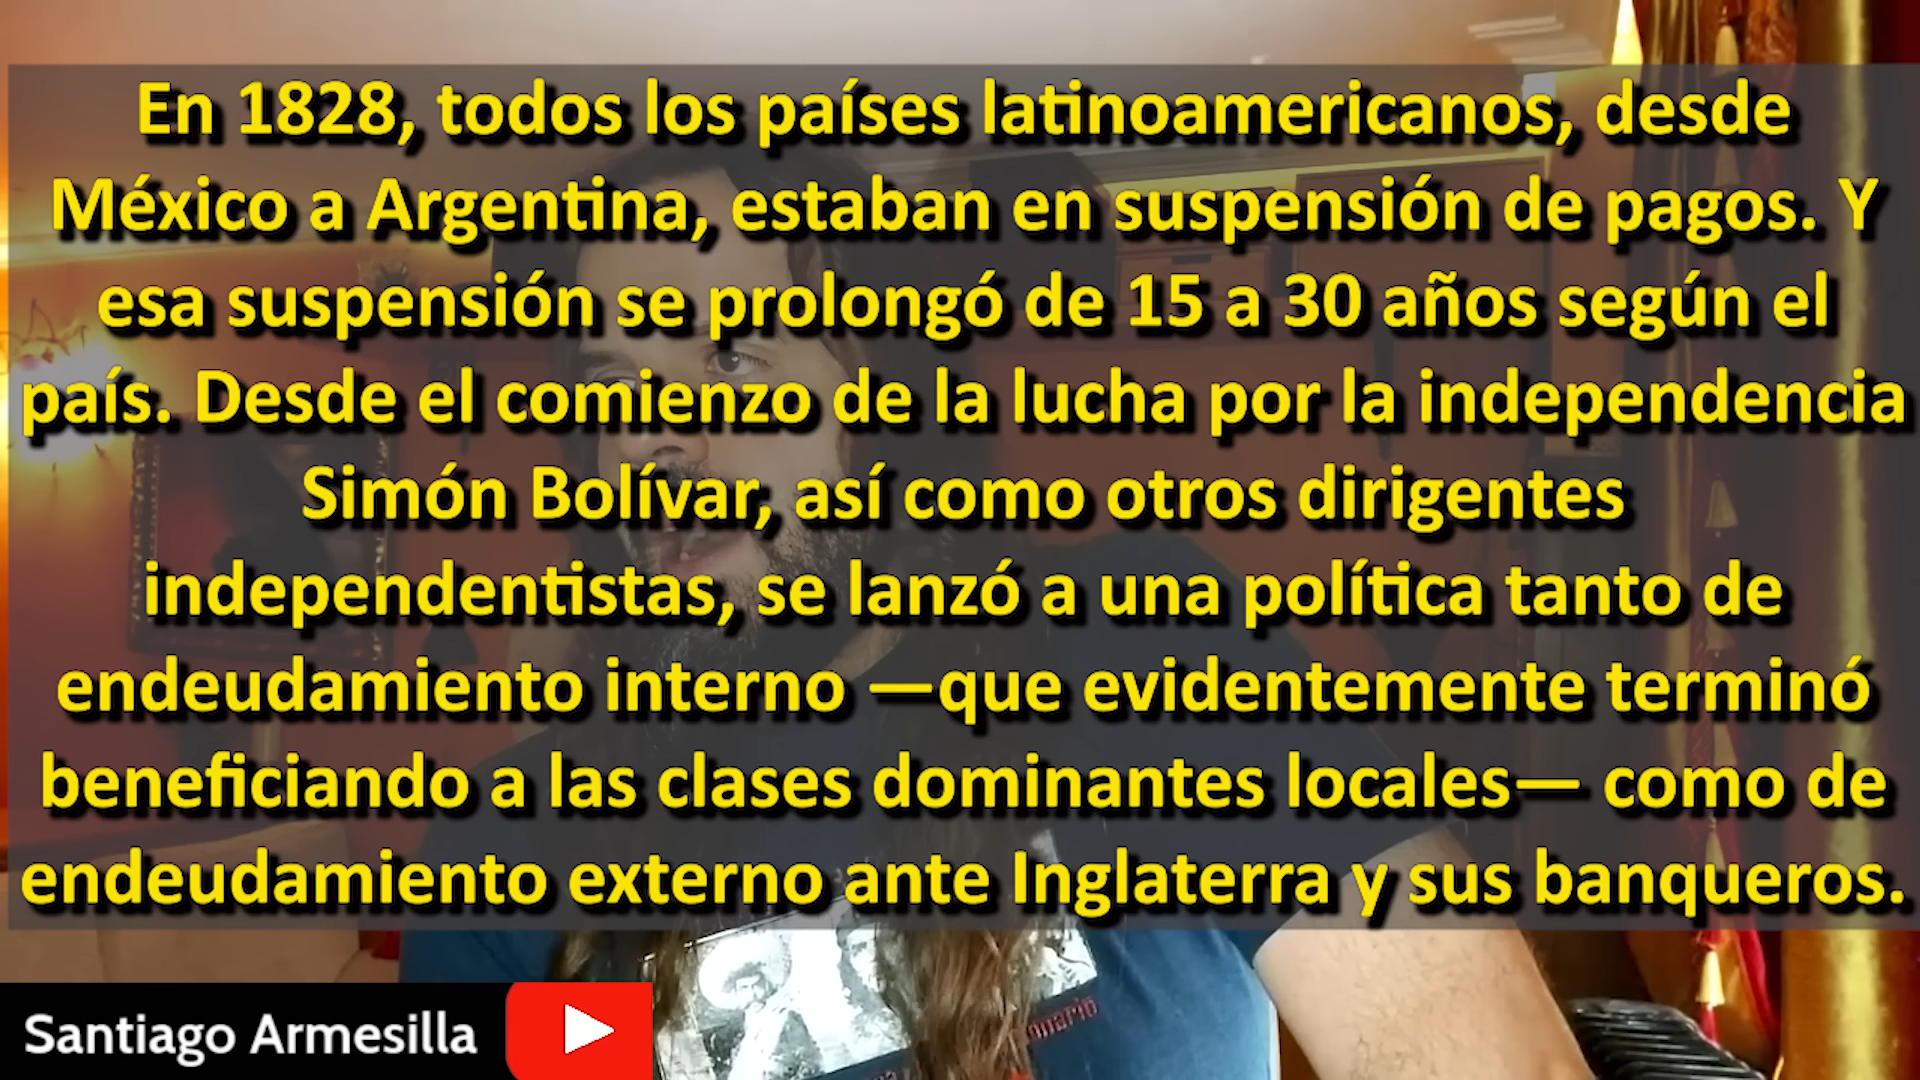 En 1828, todos los países latinoamericanos, desde
México a Argentina, estaban en suspensión de pagos. Y
esa suspensión se prolongó de 15 a 30 años según el
país. Desde el comienzo de la lucha por la independencia
Simón Bolívar, así como otros dirigentes
independentistas, se lanzó a una política tanto de
endeudamiento interno —que evidentemente terminó
beneficiando a las clases dominantes locales— como de
endeudamiento externo ante Inglaterra y sus banqueros.
Santiago Armesilla